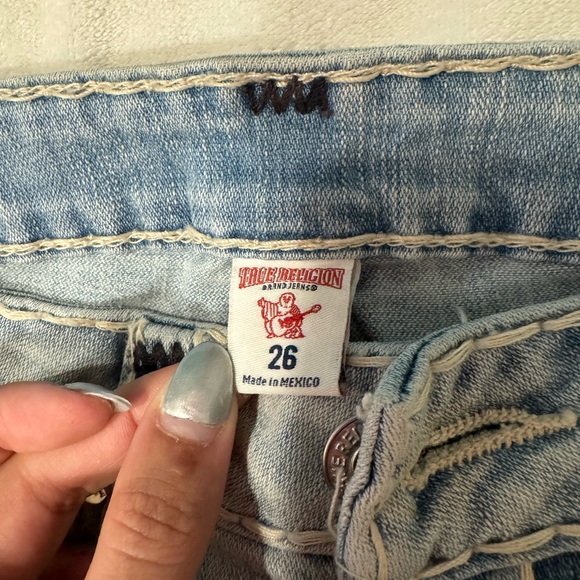 TRUE RELIGION
BRAND JEANS®
26
Made in MEXICO